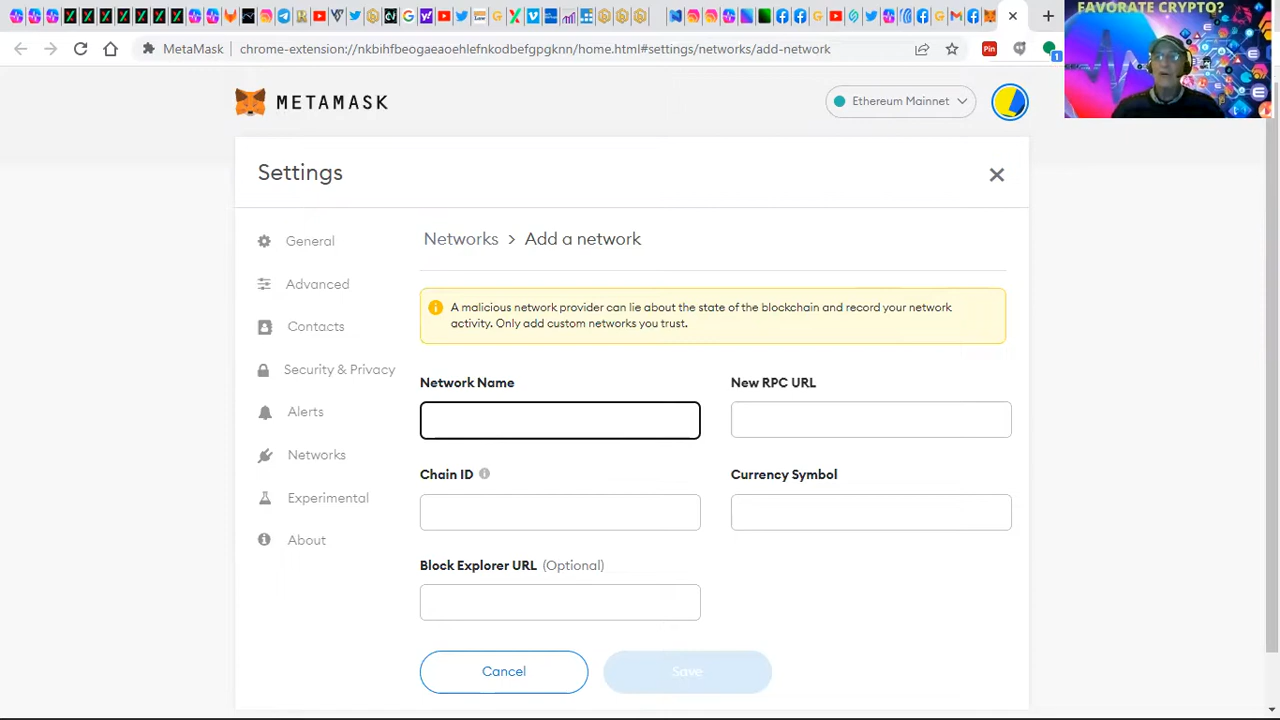 MetaMask
chrome-extension://nkbihfbeogaeaoehlefnkodbefgpgknn/home.html#settings/networks/add-network
Pin
1
FAVORATE CRYPTO?
METAMASK
Ethereum Mainnet
Settings
General
Advanced
Contacts
Security & Privacy
Alerts
Networks
Experimental
About
Networks > Add a network
A malicious network provider can lie about the state of the blockchain and record your network
activity. Only add custom networks you trust.
Network Name
New RPC URL
Chain ID
Currency Symbol
Block Explorer URL (Optional)
Cancel
Save